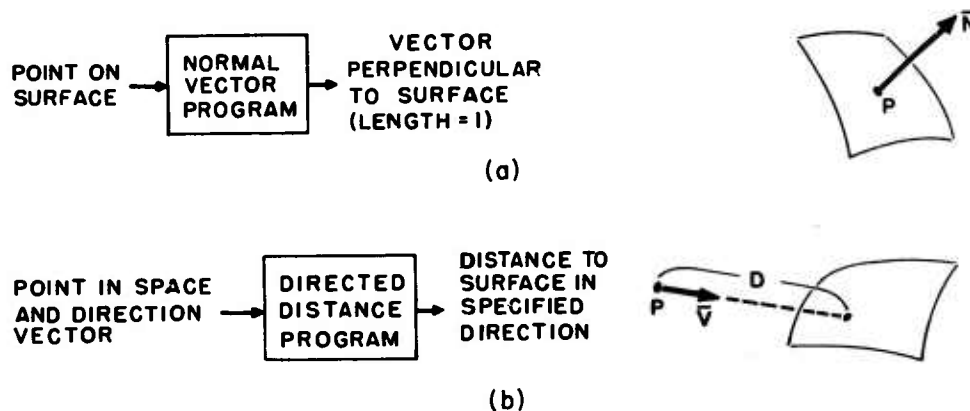 POINT ON
SURFACE
NORMAL
VECTOR
PROGRAM
VECTOR
PERPENDICULAR
TO SURFACE
(LENGTH = 1)
N̅
P
(a)
POINT IN SPACE
AND DIRECTION
VECTOR
DIRECTED
DISTANCE
PROGRAM
DISTANCE TO
SURFACE IN
SPECIFIED
DIRECTION
D
P
V̅
(b)